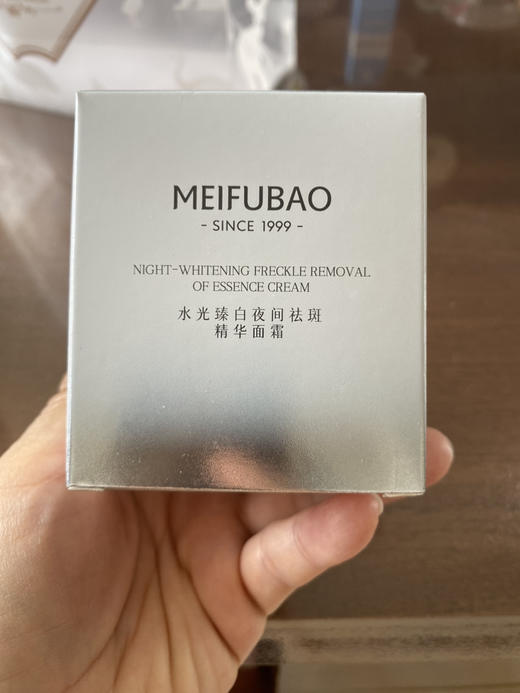 MEIFUBAO
- SINCE 1999 -
NIGHT-WHITENING FRECKLE REMOVAL
OF ESSENCE CREAM
水光臻白夜间祛斑
精华面霜